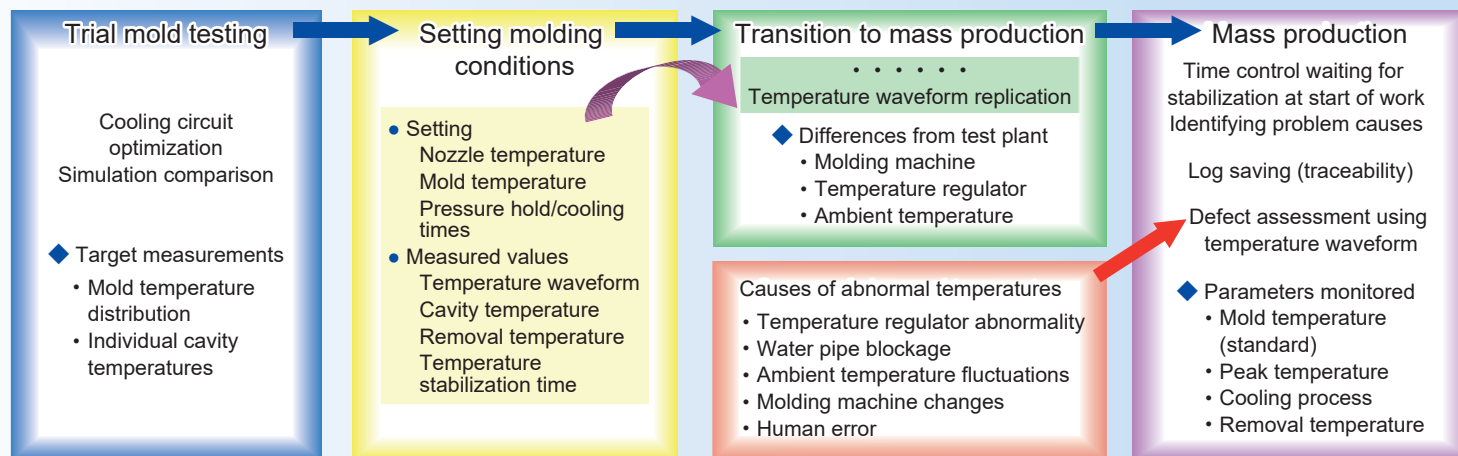 Trial mold testing
Cooling circuit
optimization
Simulation comparison
◆ Target measurements
・Mold temperature
distribution
・Individual cavity
temperatures
Setting molding
conditions
● Setting
Nozzle temperature
Mold temperature
Pressure hold/cooling
times
● Measured values
Temperature waveform
Cavity temperature
Removal temperature
Temperature
stabilization time
Transition to mass production
・・・・・・
Temperature waveform replication
◆ Differences from test plant
・Molding machine
・Temperature regulator
・Ambient temperature
Causes of abnormal temperatures
・Temperature regulator abnormality
・Water pipe blockage
・Ambient temperature fluctuations
・Molding machine changes
・Human error
Mass production
Time control waiting for
stabilization at start of work
Identifying problem causes
Log saving (traceability)
Defect assessment using
temperature waveform
◆ Parameters monitored
・Mold temperature
(standard)
・Peak temperature
・Cooling process
・Removal temperature